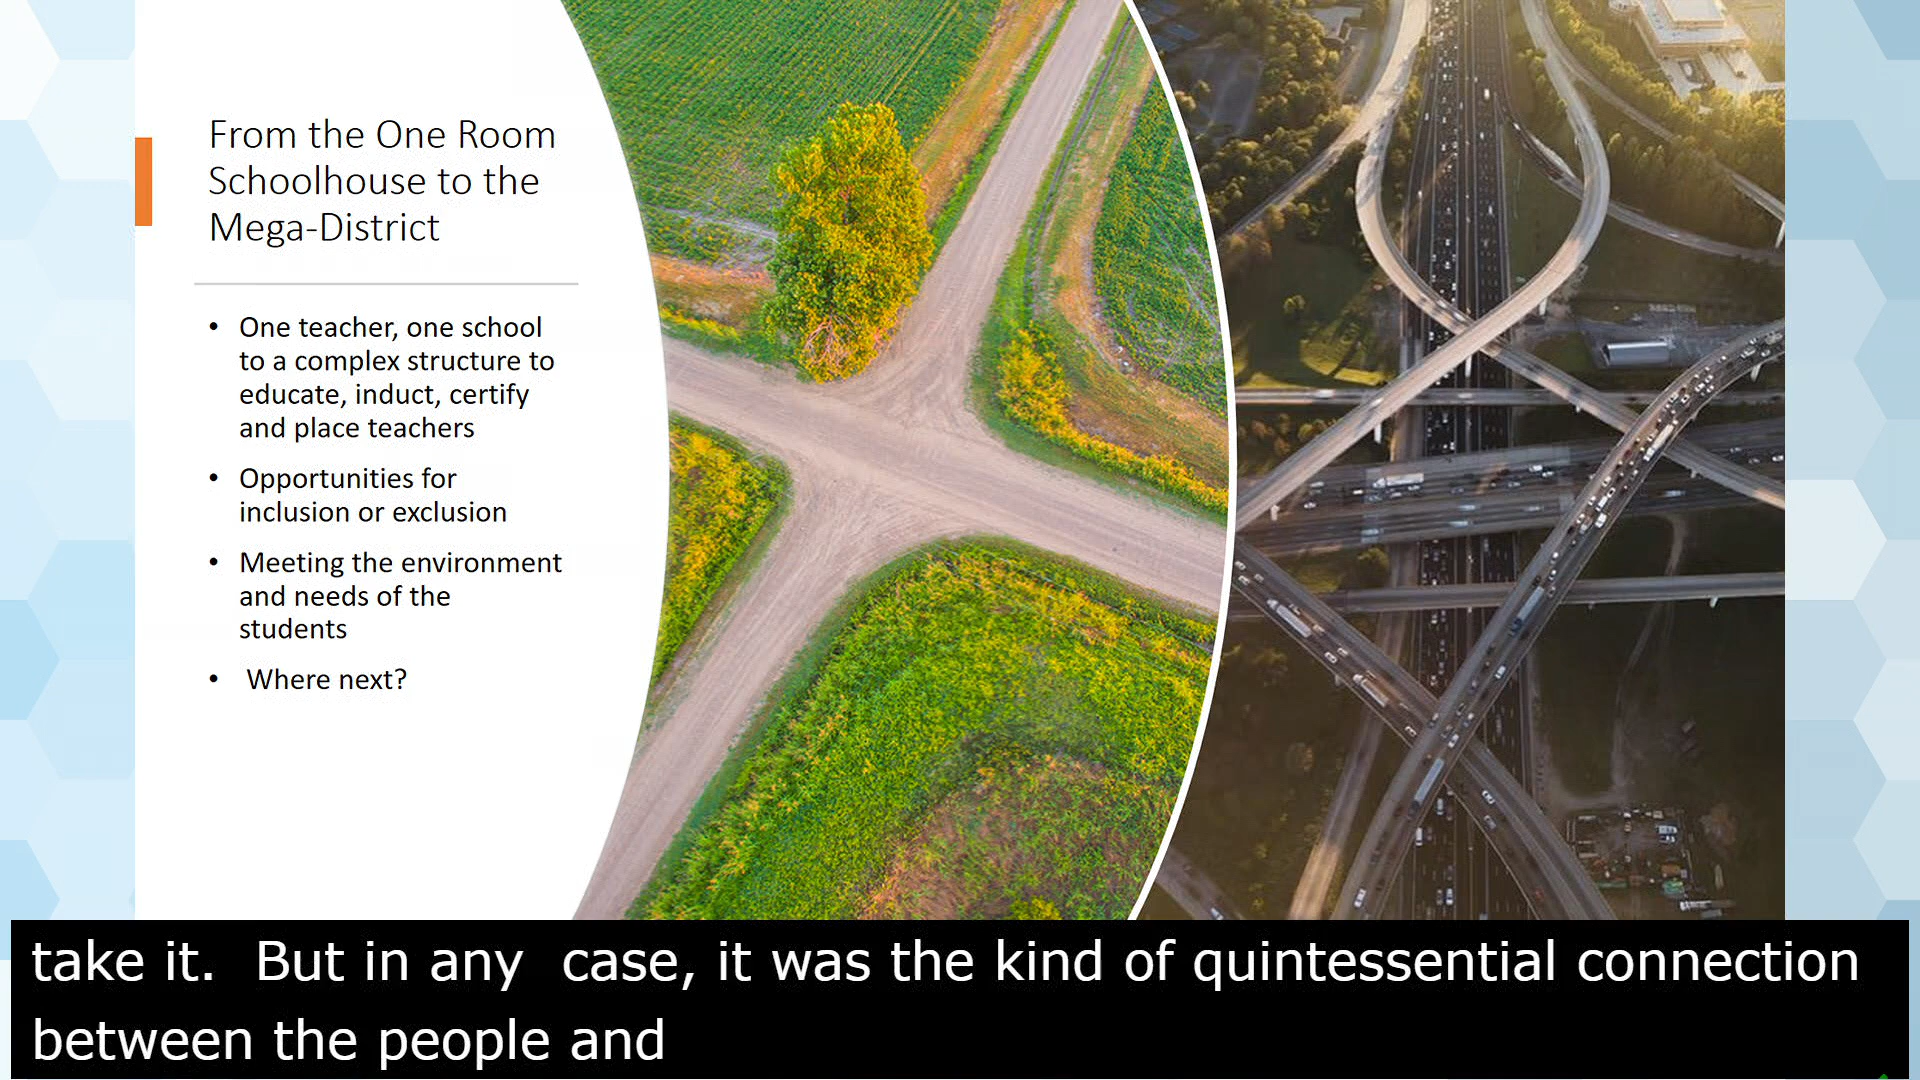 From the One Room
Schoolhouse to the
Mega-District
• One teacher, one school
to a complex structure to
educate, induct, certify
and place teachers
• Opportunities for
inclusion or exclusion
• Meeting the environment
and needs of the
students
• Where next?
take it.  But in any  case, it was the kind of quintessential connection
between the people and